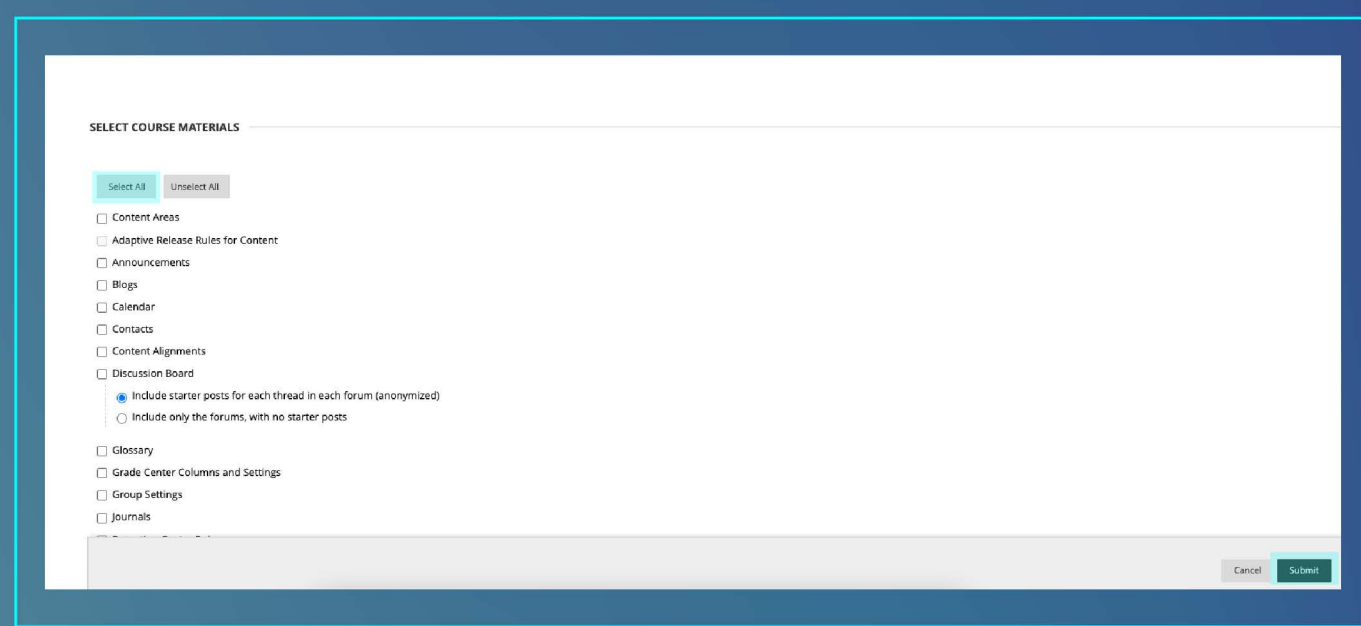 SELECT COURSE MATERIALS
Select All Unselect All
Content Areas
Adaptive Release Rules for Content
Announcements
Blogs
Calendar
Contacts
Content Alignments
Discussion Board
Include starter posts for each thread in each forum (anonymized)
Include only the forums, with no starter posts
Glossary
Grade Center Columns and Settings
Group Settings
Journals
Cancel Submit